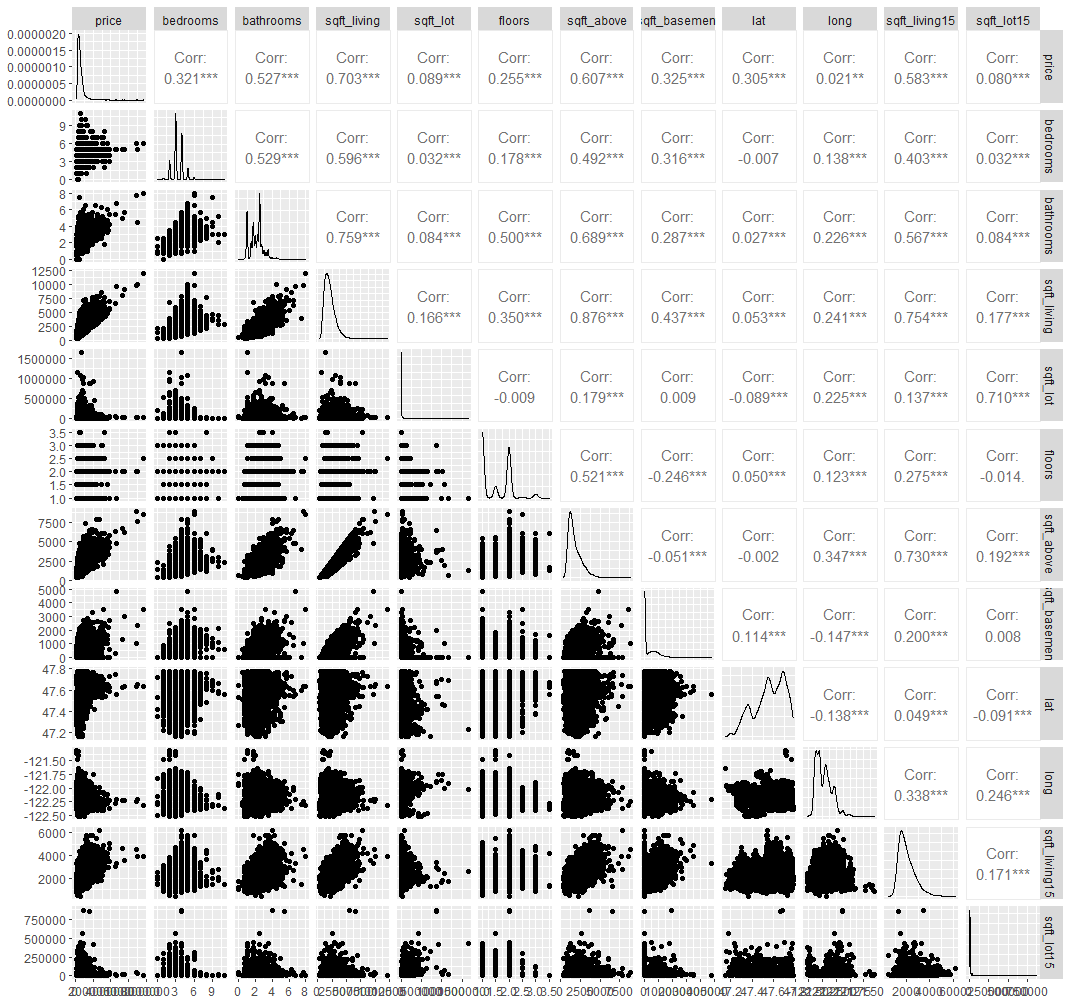 price bedrooms bathrooms sqft_living sqft_lot floors sqft_above sqft_basemen lat long sqft_living15 sqft_lot15
0.0000020
0.0000015
0.0000010
0.0000005
0.0000000
Corr: Corr: Corr: Corr: Corr: Corr: Corr: Corr: Corr: Corr: Corr:
0.321*** 0.527*** 0.703*** 0.089*** 0.255*** 0.607*** 0.325*** 0.305*** 0.021** 0.583*** 0.080***
price
9
6
3
0
Corr: Corr: Corr: Corr: Corr: Corr: Corr: Corr: Corr: Corr:
0.529*** 0.596*** 0.032*** 0.178*** 0.492*** 0.316*** -0.007 0.138*** 0.403*** 0.032***
bedrooms
8
6
4
2
0
Corr: Corr: Corr: Corr: Corr: Corr: Corr: Corr: Corr:
0.759*** 0.084*** 0.500*** 0.689*** 0.287*** 0.027*** 0.226*** 0.567*** 0.084***
bathrooms
12500
10000
7500
5000
2500
0
Corr: Corr: Corr: Corr: Corr: Corr: Corr: Corr:
0.166*** 0.350*** 0.876*** 0.437*** 0.053*** 0.241*** 0.754*** 0.177***
sqft_living
1500000
1000000
500000
0
Corr: Corr: Corr: Corr: Corr: Corr: Corr:
-0.009 0.179*** 0.009 -0.089*** 0.225*** 0.137*** 0.710***
sqft_lot
3.5
3.0
2.5
2.0
1.5
1.0
Corr: Corr: Corr: Corr: Corr: Corr:
0.521*** -0.246*** 0.050*** 0.123*** 0.275*** -0.014.
floors
7500
5000
2500
0
Corr: Corr: Corr: Corr: Corr:
-0.051*** -0.002 0.347*** 0.730*** 0.192***
sqft_above
5000
4000
3000
2000
1000
0
Corr: Corr: Corr: Corr:
0.114*** -0.147*** 0.200*** 0.008
qft_basemen
47.8
47.6
47.4
47.2
Corr: Corr: Corr:
-0.138*** 0.049*** -0.091***
lat
-121.50
-121.75
-122.00
-122.25
-122.50
Corr: Corr:
0.338*** 0.246***
long
6000
4000
2000
Corr:
0.171***
sqft_living15
750000
500000
250000
0
sqft_lot15
0 3 6 9 0 2 4 6 8